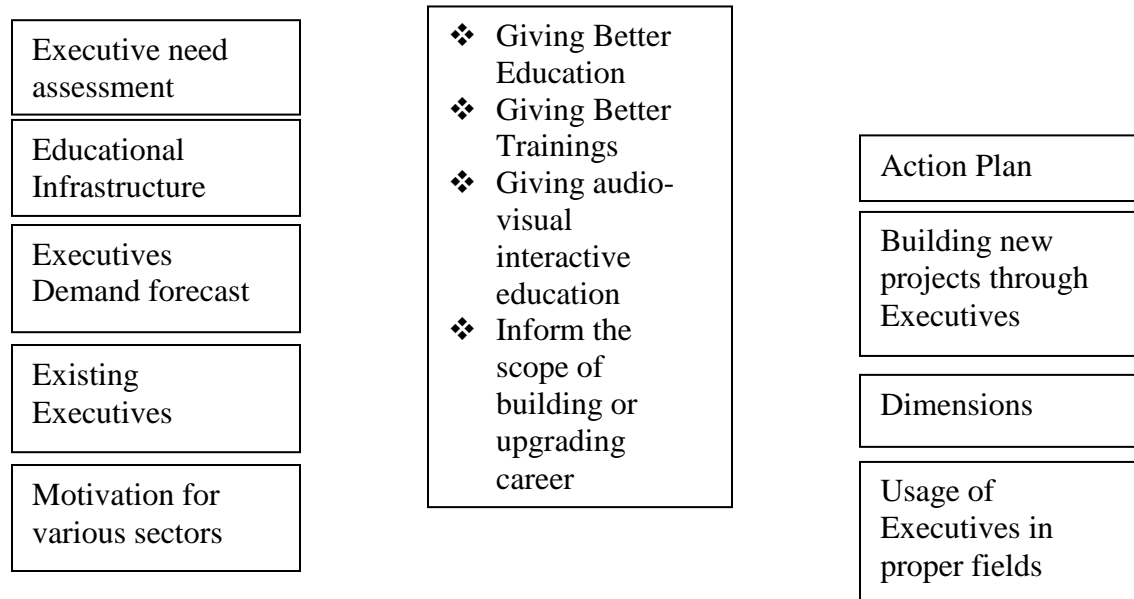 Executive need
assessment
Educational
Infrastructure
Executives
Demand forecast
Existing
Executives
Motivation for
various sectors
❖ Giving Better
Education
❖ Giving Better
Trainings
❖ Giving audio-
visual
interactive
education
❖ Inform the
scope of
building or
upgrading
career
Action Plan
Building new
projects through
Executives
Dimensions
Usage of
Executives in
proper fields